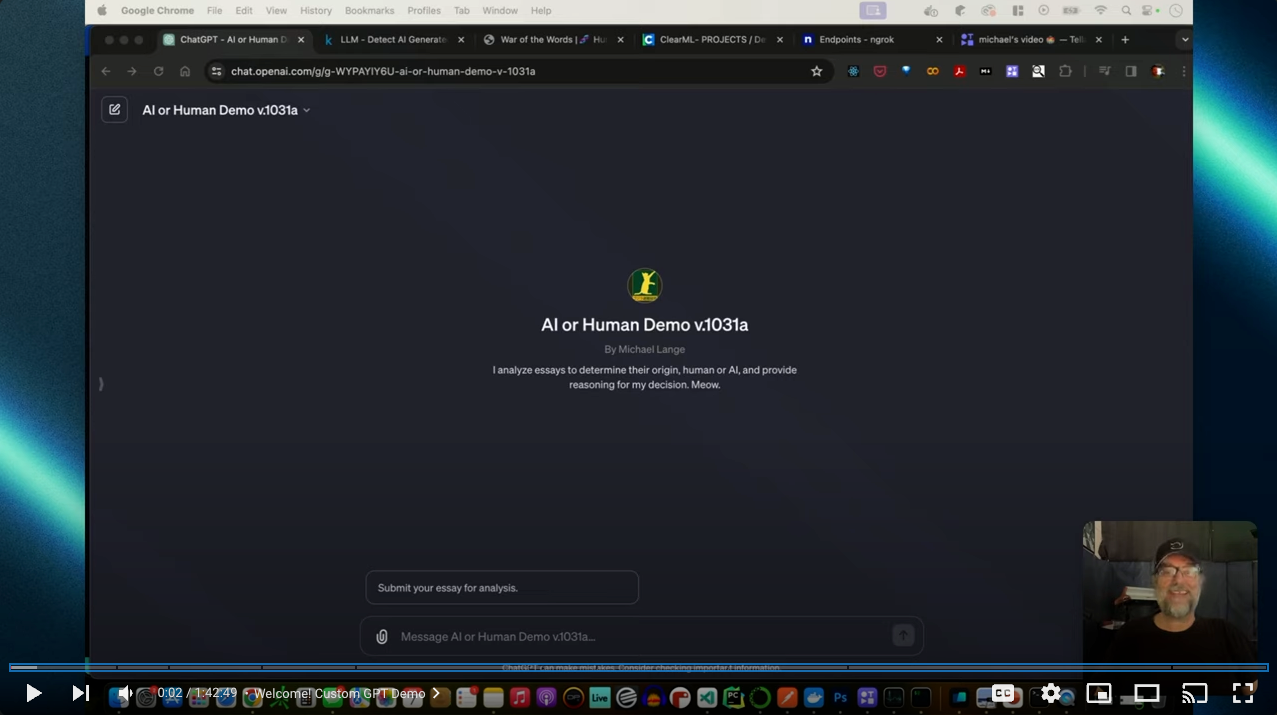 Google Chrome File Edit View History Bookmarks Profiles Tab Window Help
ChatGPT - AI or Human D
LLM - Detect AI Generate
War of the Words | Hu
ClearML- PROJECTS / De
Endpoints - ngrok
michael's video — Tell
chat.openai.com/g/g-WYPAYIY6U-ai-or-human-demo-v-1031a
AI or Human Demo v.1031a
AI or Human Demo v.1031a
By Michael Lange
I analyze essays to determine their origin, human or AI, and provide
reasoning for my decision. Meow.
Submit your essay for analysis.
Message AI or Human Demo v.1031a...
ChatGPT can make mistakes. Consider checking important information.
0:02 / 1:42:49 • Welcome! Custom GPT Demo
Live
PC
Ps
CC